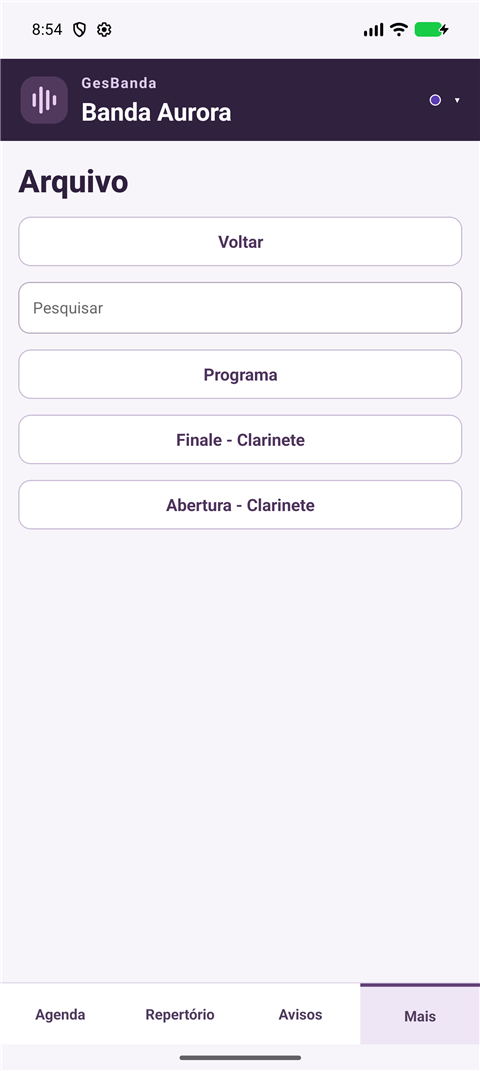 8:54
GesBanda
Banda Aurora
Arquivo
Voltar
Pesquisar
Programa
Finale - Clarinete
Abertura - Clarinete
Agenda
Repertório
Avisos
Mais